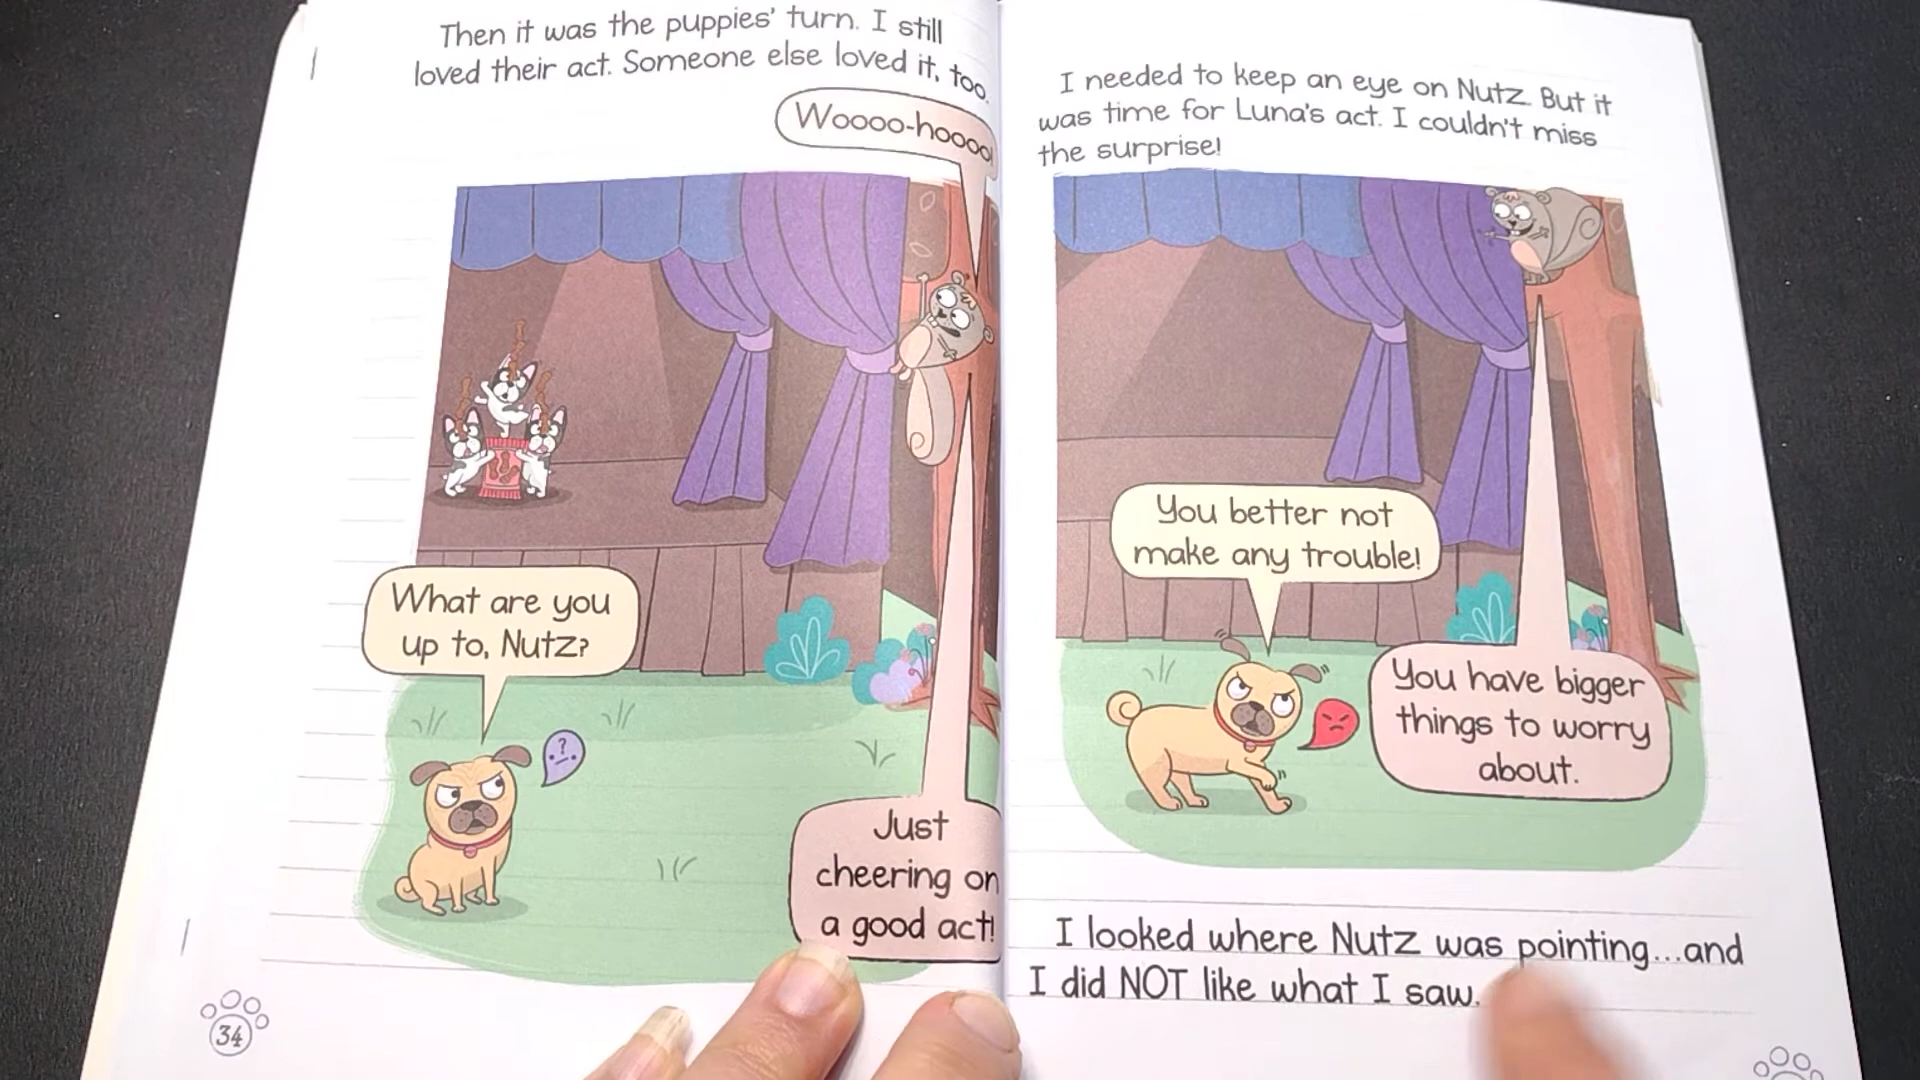 Then it was the puppies' turn. I still
loved their act. Someone else loved it, too.
Woooo-hoooo!
What are you
up to, Nutz?
?
Just
cheering on
a good act!
34
I needed to keep an eye on Nutz. But it
was time for Luna's act. I couldn't miss
the surprise!
You better not
make any trouble!
You have bigger
things to worry
about.
I looked where Nutz was pointing...and
I did NOT like what I saw.